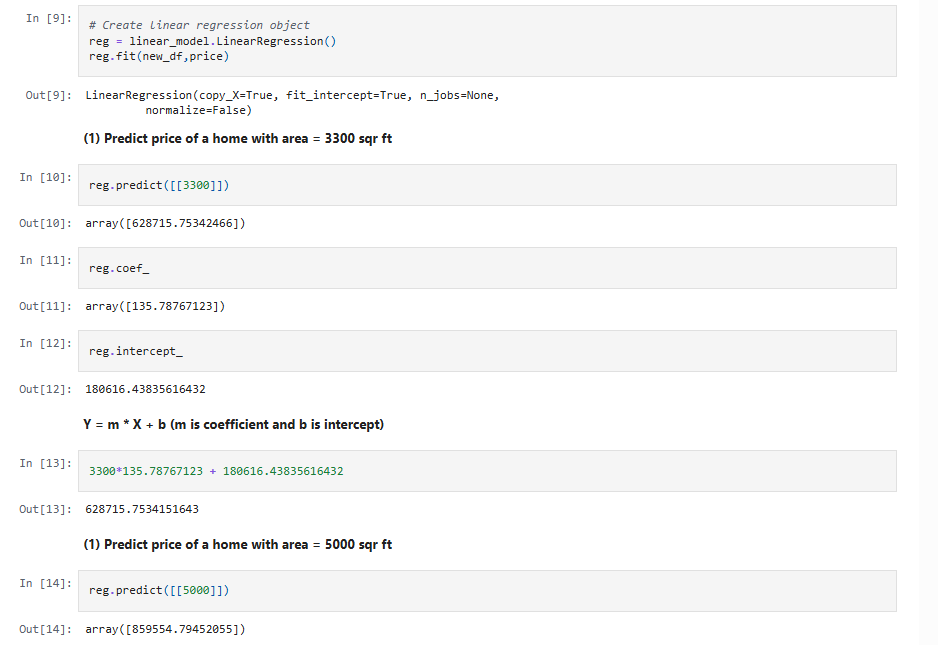 In [9]:
# Create linear regression object
reg = linear_model.LinearRegression()
reg.fit(new_df,price)
Out[9]:
LinearRegression(copy_X=True, fit_intercept=True, n_jobs=None,
normalize=False)
(1) Predict price of a home with area = 3300 sqr ft
In [10]:
reg.predict([[3300]])
Out[10]:
array([628715.75342466])
In [11]:
reg.coef_
Out[11]:
array([135.78767123])
In [12]:
reg.intercept_
Out[12]:
180616.43835616432
Y = m * X + b (m is coefficient and b is intercept)
In [13]:
3300*135.78767123 + 180616.43835616432
Out[13]:
628715.7534151643
(1) Predict price of a home with area = 5000 sqr ft
In [14]:
reg.predict([[5000]])
Out[14]:
array([859554.79452055])